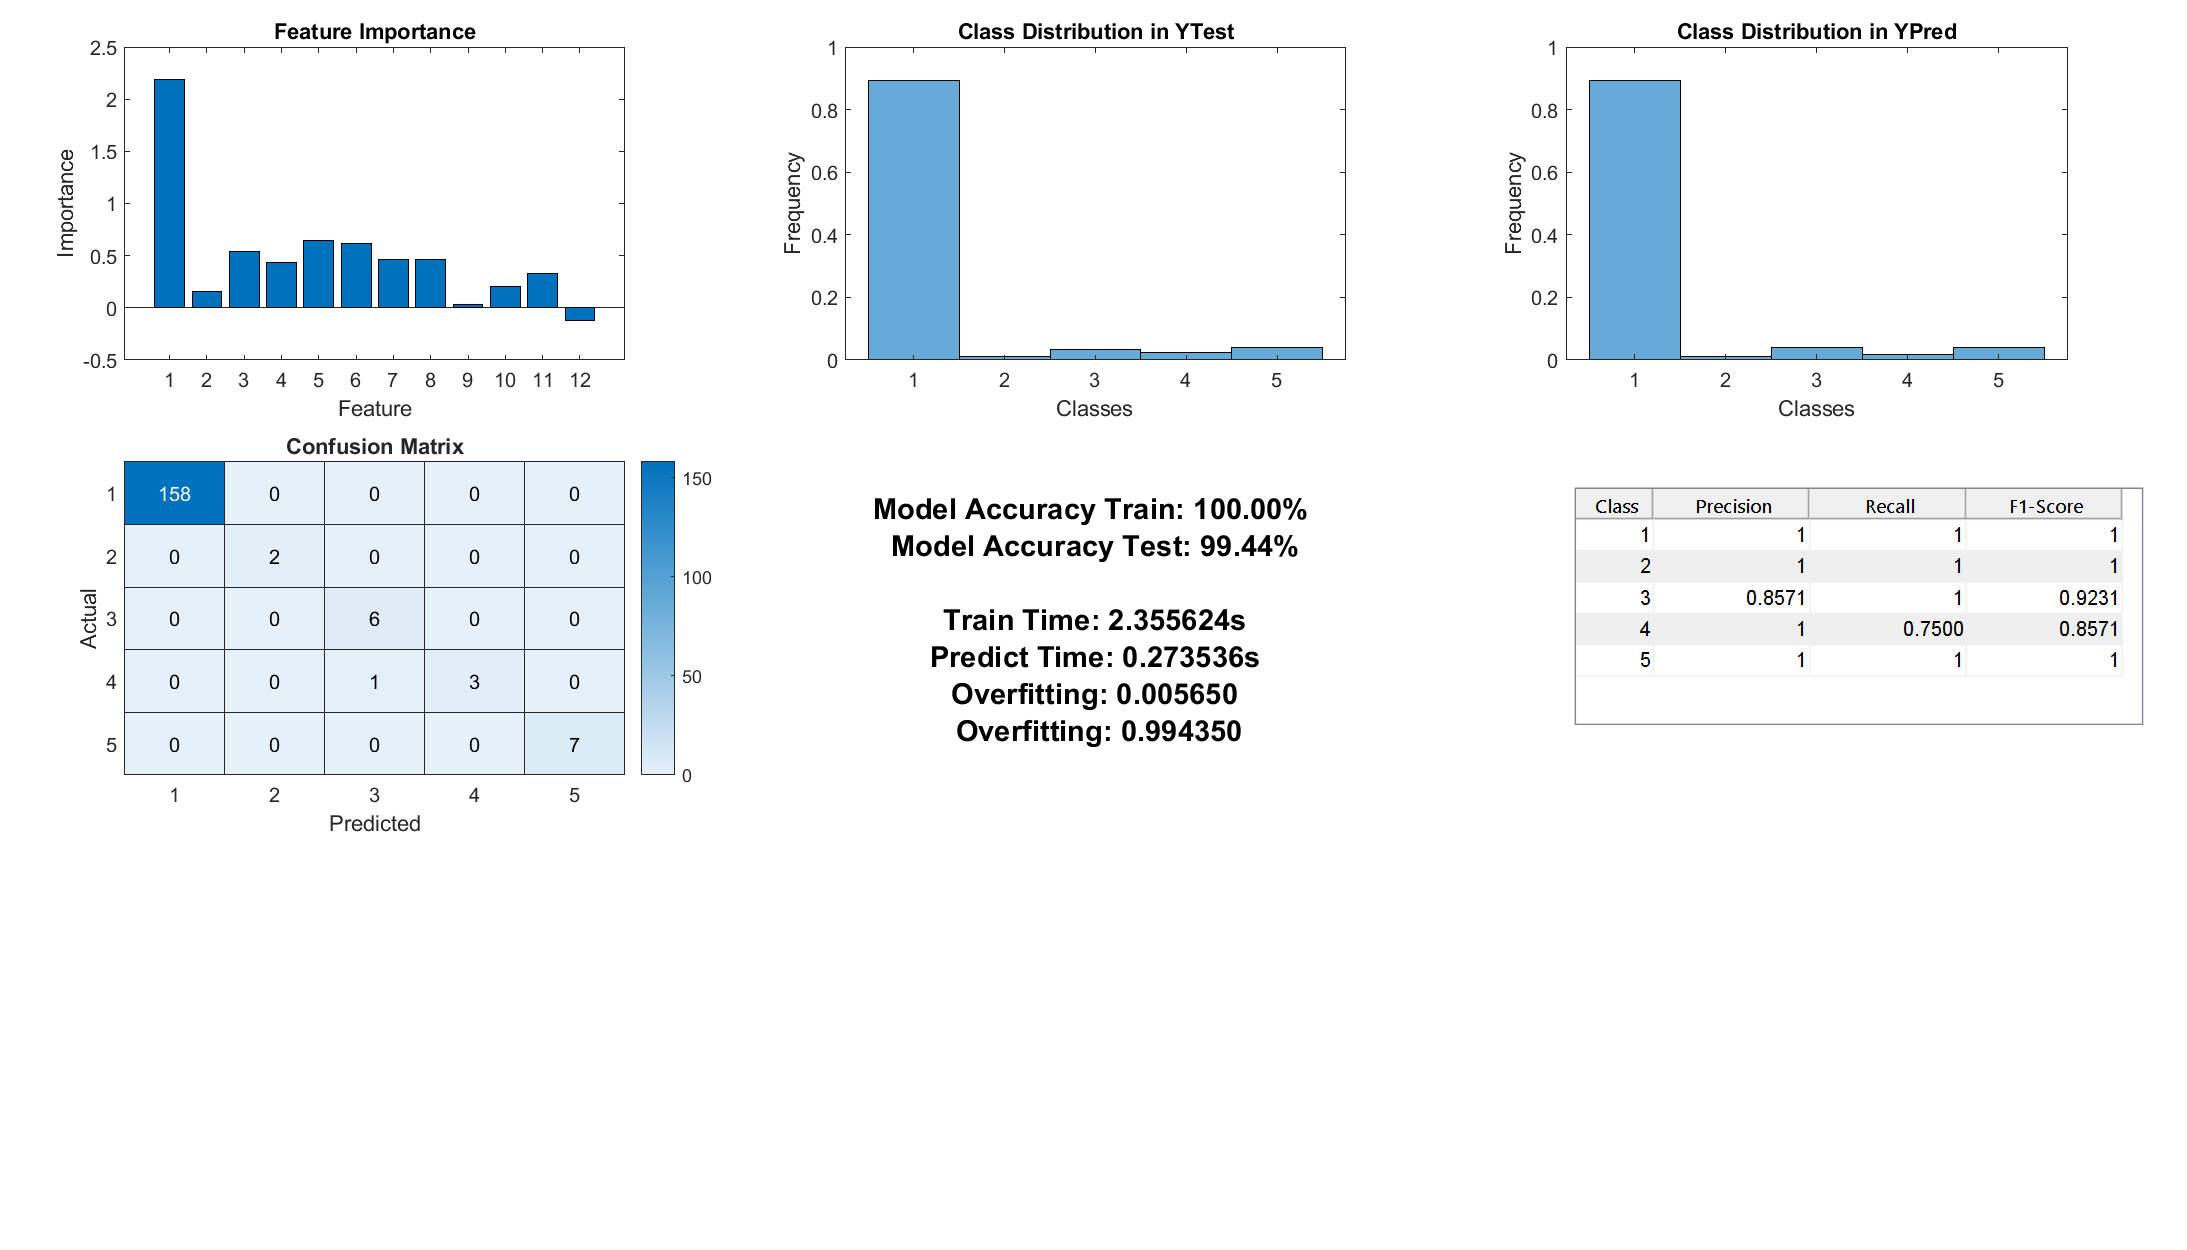 Feature Importance
2.5
2
1.5
1
0.5
0
-0.5
Importance
1 2 3 4 5 6 7 8 9 10 11 12
Feature
Class Distribution in YTest
1
0.8
0.6
0.4
0.2
0
Frequency
1 2 3 4 5
Classes
Class Distribution in YPred
1
0.8
0.6
0.4
0.2
0
Frequency
1 2 3 4 5
Classes
Confusion Matrix
Actual
1 158 0 0 0 0
2 0 2 0 0 0
3 0 0 6 0 0
4 0 0 1 3 0
5 0 0 0 0 7
1 2 3 4 5
Predicted
150
100
50
0
Model Accuracy Train: 100.00%
Model Accuracy Test: 99.44%
Train Time: 2.355624s
Predict Time: 0.273536s
Overfitting: 0.005650
Overfitting: 0.994350
Class Precision Recall F1-Score
1 1 1 1
2 1 1 1
3 0.8571 1 0.9231
4 1 0.7500 0.8571
5 1 1 1